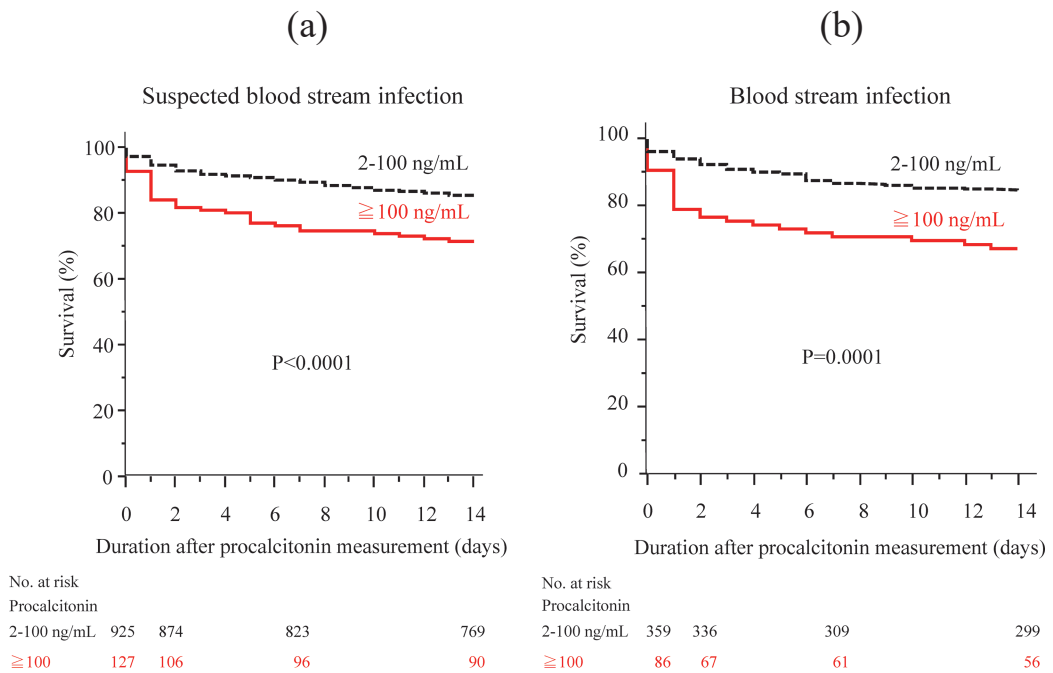 (a)
Suspected blood stream infection
Survival (%)
100
80
60
40
20
0
2-100 ng/mL
≧100 ng/mL
P<0.0001
0 2 4 6 8 10 12 14
Duration after procalcitonin measurement (days)
No. at risk
Procalcitonin
2-100 ng/mL 925 874 823 769
≧100 127 106 96 90
(b)
Blood stream infection
Survival (%)
100
80
60
40
20
0
2-100 ng/mL
≧100 ng/mL
P=0.0001
0 2 4 6 8 10 12 14
Duration after procalcitonin measurement (days)
No. at risk
Procalcitonin
2-100 ng/mL 359 336 309 299
≧100 86 67 61 56